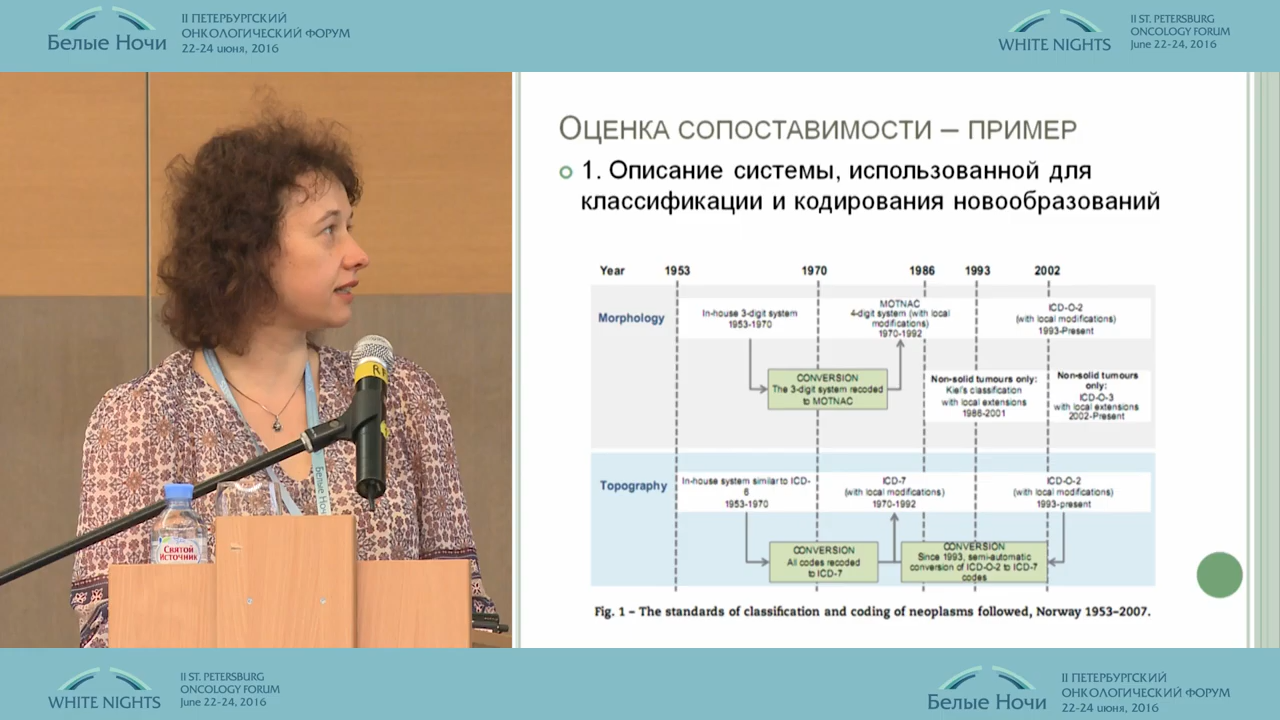 II ПЕТЕРБУРГСКИЙ
ОНКОЛОГИЧЕСКИЙ ФОРУМ
22-24 июня, 2016
Белые Ночи
II ST. PETERSBURG
ONCOLOGY FORUM
June 22-24, 2016
WHITE NIGHTS
ОЦЕНКА СОПОСТАВИМОСТИ – ПРИМЕР
1. Описание системы, использованной для
классификации и кодирования новообразований
Year 1953 1970 1986 1993 2002
Morphology
In-house 3-digit system
1953-1970
MOTNAC
4-digit system (with local
modifications)
1970-1992
ICD-O-2
(with local modifications)
1993-Present
CONVERSION
The 3-digit system recoded
to MOTNAC
Non-solid tumours only:
Kiel's classification
with local extensions
1986-2001
Non-solid tumours
only:
ICD-O-3
with local extensions
2002-Present
Topography
In-house system similar to ICD-
6
1953-1970
ICD-7
(with local modifications)
1970-1992
ICD-O-2
(with local modifications)
1993-present
CONVERSION
All codes recoded
to ICD-7
CONVERSION
Since 1993, semi-automatic
conversion of ICD-O-2 to ICD-7
codes
Fig. 1 – The standards of classification and coding of neoplasms followed, Norway 1953–2007.
Белые Ночи
СВЯТОЙ
ИСТОЧНИК
WHITE NIGHTS
II ST. PETERSBURG
ONCOLOGY FORUM
June 22-24, 2016
Белые Ночи
II ПЕТЕРБУРГСКИЙ
ОНКОЛОГИЧЕСКИЙ ФОРУМ
22-24 июня, 2016